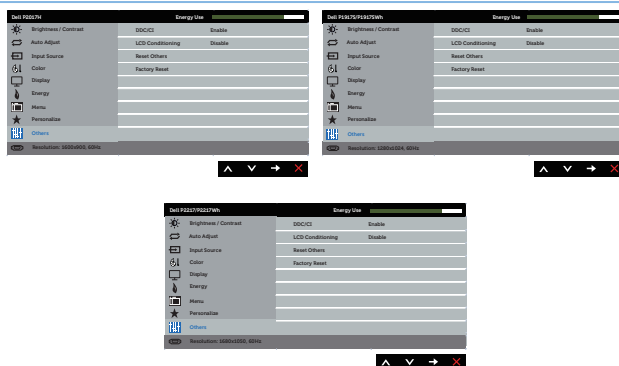 Dell P2017H Energy Use
Brightness / Contrast DDC/CI Enable
Auto Adjust LCD Conditioning Disable
Input Source Reset Others
Color Factory Reset
Display
Energy
Menu
Personalize
Others
Resolution: 1600x900, 60Hz
Dell P1917S/P1917SWh Energy Use
Brightness / Contrast DDC/CI Enable
Auto Adjust LCD Conditioning Disable
Input Source Reset Others
Color Factory Reset
Display
Energy
Menu
Personalize
Others
Resolution: 1280x1024, 60Hz
Dell P2217/P2217Wh Energy Use
Brightness / Contrast DDC/CI Enable
Auto Adjust LCD Conditioning Disable
Input Source Reset Others
Color Factory Reset
Display
Energy
Menu
Personalize
Others
Resolution: 1680x1050, 60Hz